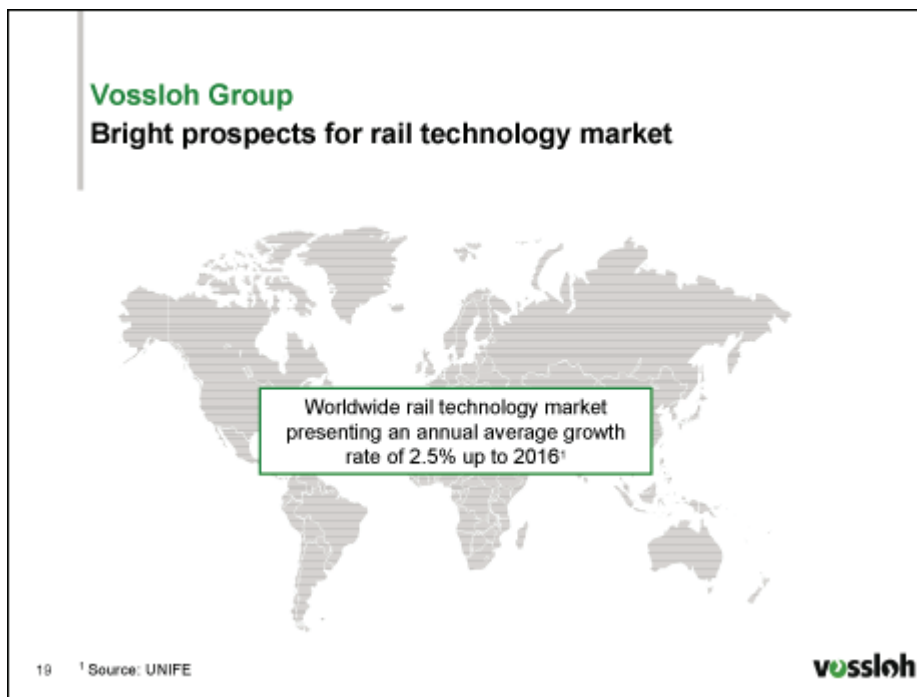 Vossloh Group
Bright prospects for rail technology market
Worldwide rail technology market
presenting an annual average growth
rate of 2.5% up to 2016¹
19 ¹ Source: UNIFE
vossloh